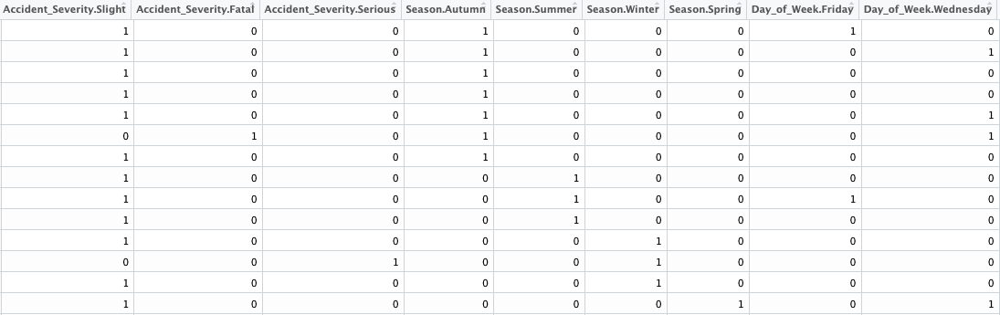 Accident_Severity.Slight Accident_Severity.Fatal Accident_Severity.Serious Season.Autumn Season.Summer Season.Winter Season.Spring Day_of_Week.Friday Day_of_Week.Wednesday
1 0 0 1 0 0 0 1 0
1 0 0 1 0 0 0 0 1
1 0 0 1 0 0 0 0 0
1 0 0 1 0 0 0 0 0
1 0 0 1 0 0 0 0 1
0 1 0 1 0 0 0 0 1
1 0 0 1 0 0 0 0 0
1 0 0 0 1 0 0 0 0
1 0 0 0 1 0 0 1 0
1 0 0 0 1 0 0 0 0
1 0 0 0 0 1 0 0 0
0 0 1 0 0 1 0 0 0
1 0 0 0 0 1 0 0 0
1 0 0 0 0 0 1 0 1